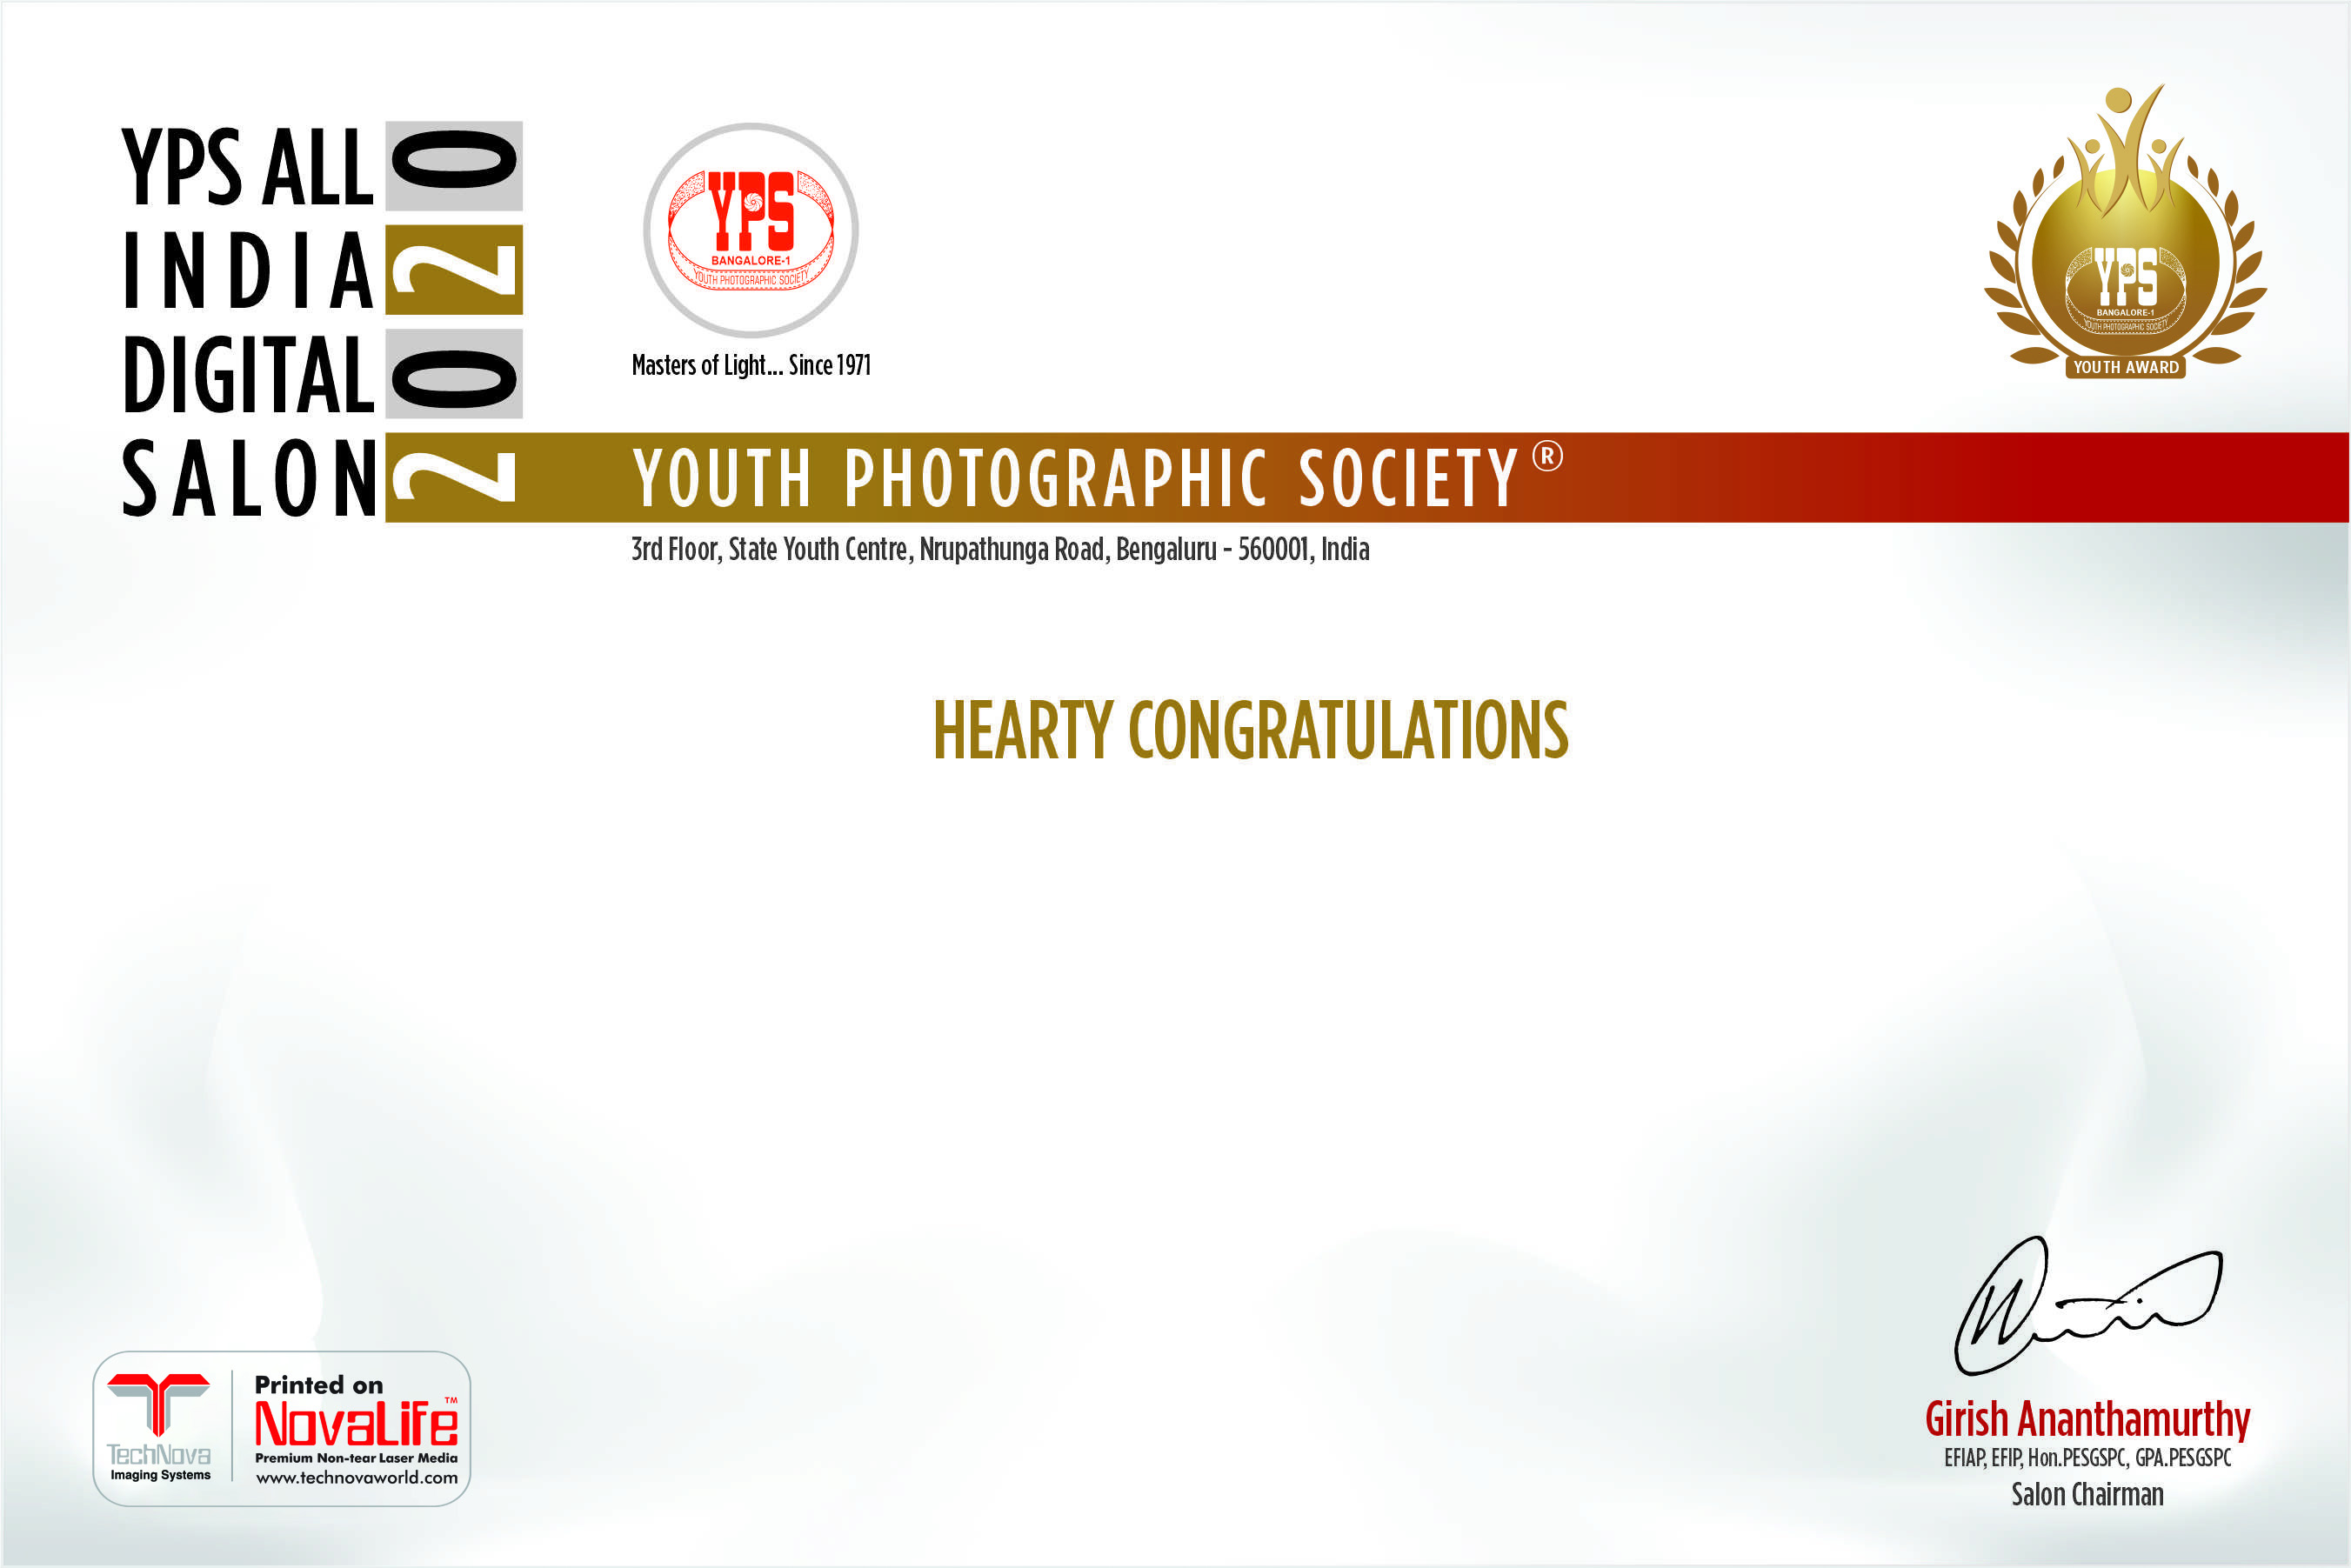 YPS ALL
INDIA
DIGITAL
SALON
2020
YPS
BANGALORE-1
YOUTH PHOTOGRAPHIC SOCIETY
Masters of Light... Since 1971
YPS
BANGALORE-1
YOUTH PHOTOGRAPHIC SOCIETY
YOUTH AWARD
YOUTH PHOTOGRAPHIC SOCIETY ®
3rd Floor, State Youth Centre, Nrupathunga Road, Bengaluru - 560001, India
HEARTY CONGRATULATIONS
TechNova
Imaging Systems
Printed on
NovaLife™
Premium Non-tear Laser Media
www.technovaworld.com
Girish Ananthamurthy
EFIAP, EFIP, Hon.PESGSPC, GPA.PESGSPC
Salon Chairman